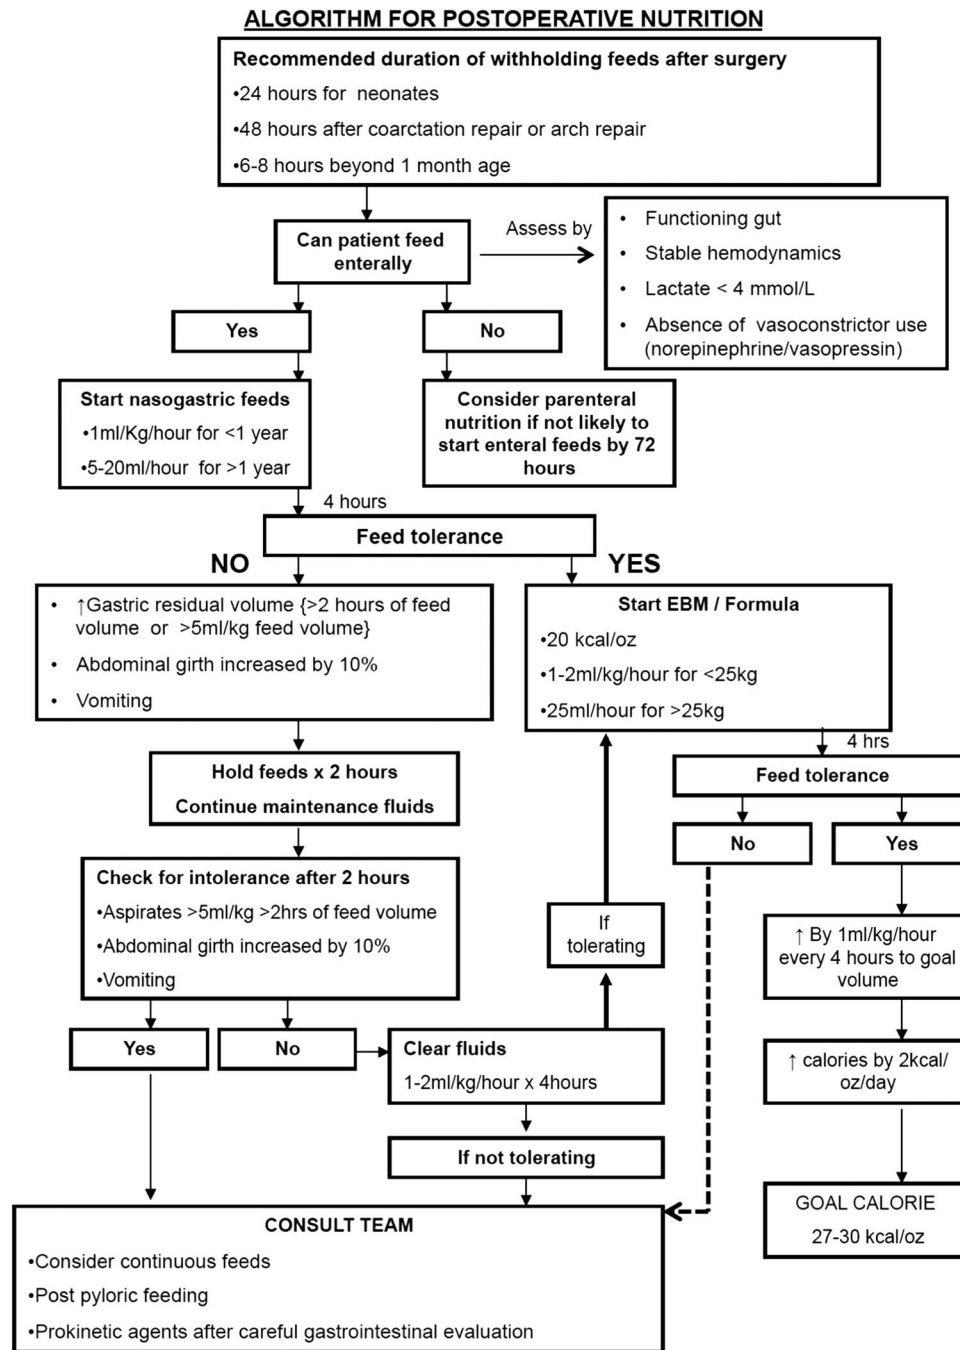 ALGORITHM FOR POSTOPERATIVE NUTRITION
Recommended duration of withholding feeds after surgery
•24 hours for neonates
•48 hours after coarctation repair or arch repair
•6-8 hours beyond 1 month age
Can patient feed
enterally
Assess by
• Functioning gut
• Stable hemodynamics
• Lactate < 4 mmol/L
• Absence of vasoconstrictor use
(norepinephrine/vasopressin)
Yes
No
Start nasogastric feeds
•1ml/Kg/hour for <1 year
•5-20ml/hour for >1 year
Consider parenteral
nutrition if not likely to
start enteral feeds by 72
hours
4 hours
Feed tolerance
NO
YES
• ↑Gastric residual volume {>2 hours of feed
volume or >5ml/kg feed volume}
• Abdominal girth increased by 10%
• Vomiting
Start EBM / Formula
•20 kcal/oz
•1-2ml/kg/hour for <25kg
•25ml/hour for >25kg
4 hrs
Hold feeds x 2 hours
Continue maintenance fluids
Feed tolerance
No
Yes
Check for intolerance after 2 hours
•Aspirates >5ml/kg >2hrs of feed volume
•Abdominal girth increased by 10%
•Vomiting
If
tolerating
↑ By 1ml/kg/hour
every 4 hours to goal
volume
Yes
No
Clear fluids
1-2ml/kg/hour x 4hours
↑ calories by 2kcal/
oz/day
If not tolerating
GOAL CALORIE
27-30 kcal/oz
CONSULT TEAM
•Consider continuous feeds
•Post pyloric feeding
•Prokinetic agents after careful gastrointestinal evaluation